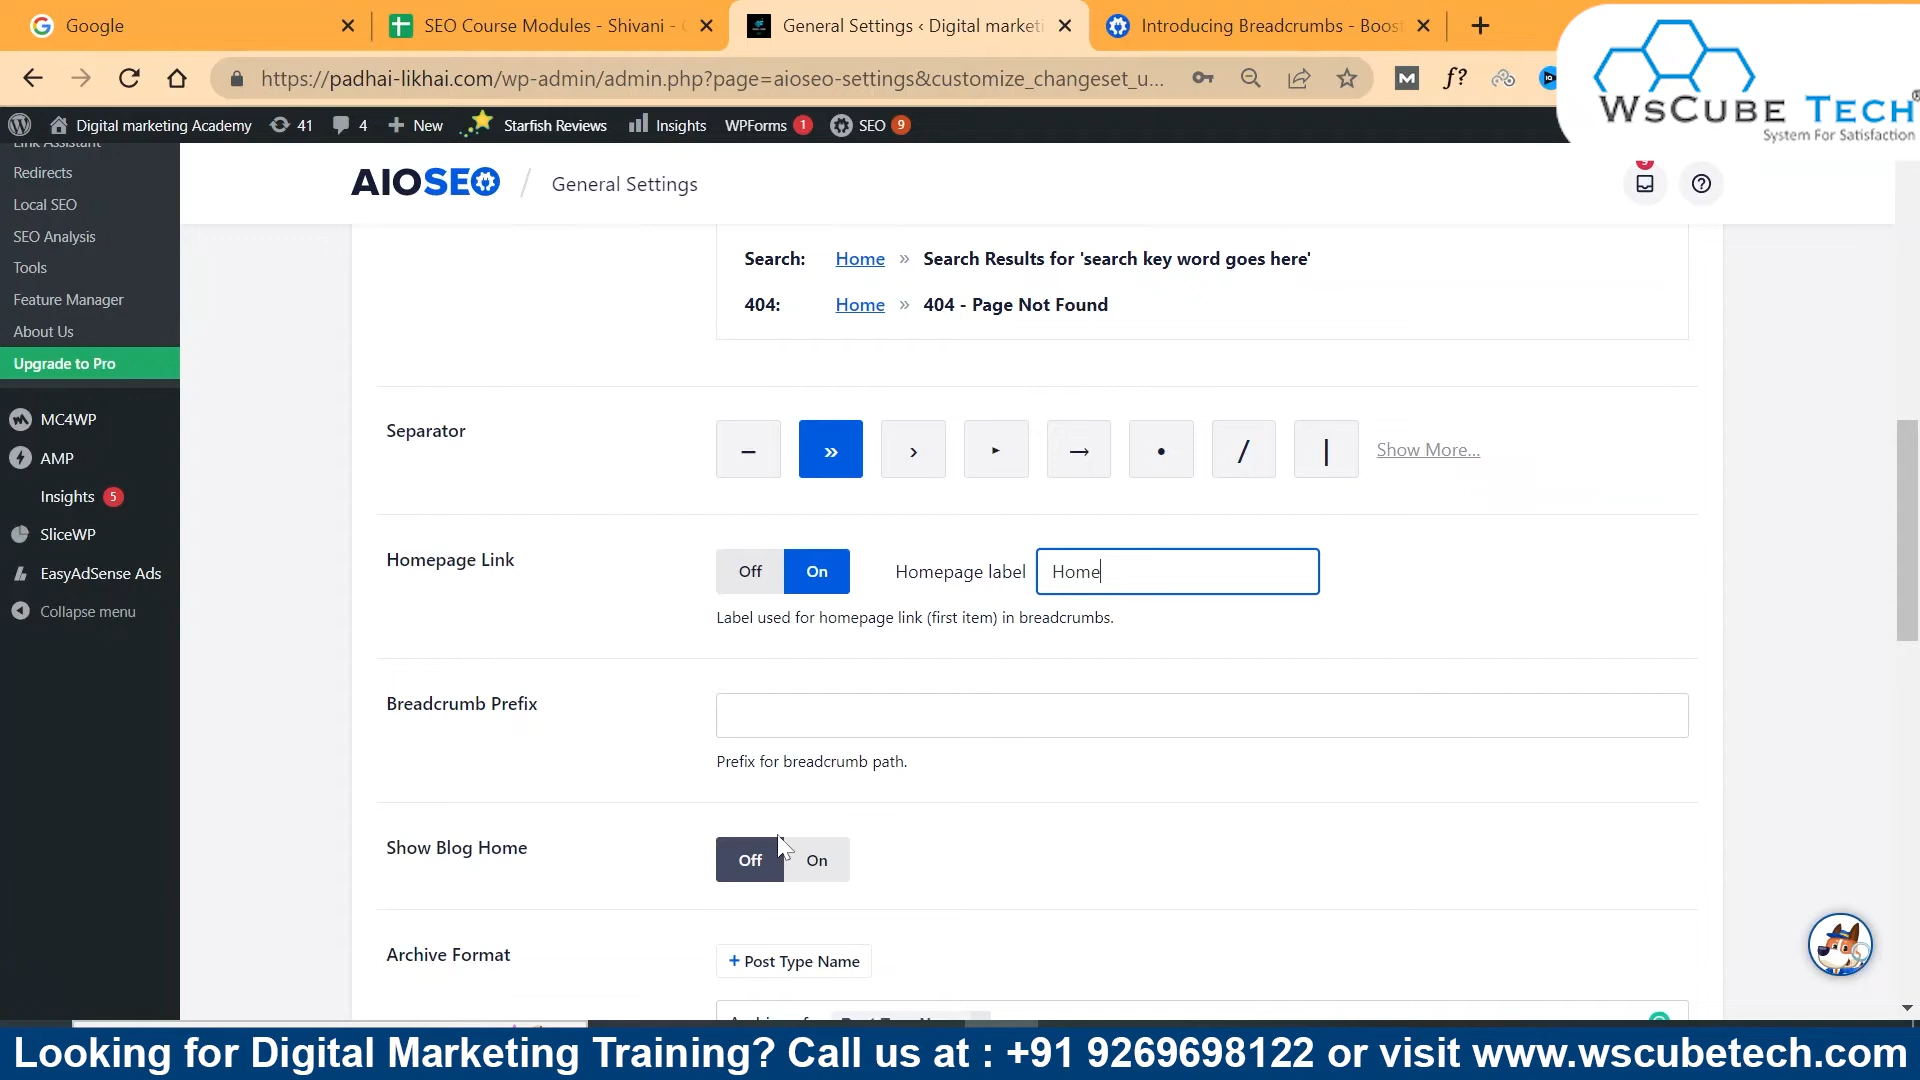 Google
SEO Course Modules - Shivani -
General Settings ‹ Digital marketi
Introducing Breadcrumbs - Boost
https://padhai-likhai.com/wp-admin/admin.php?page=aioseo-settings&customize_changeset_u...
WsCube Tech®
System For Satisfaction
Digital marketing Academy
41
4
New
Starfish Reviews
Insights
WPForms 1
SEO 9
Link Assistant
Redirects
Local SEO
SEO Analysis
Tools
Feature Manager
About Us
Upgrade to Pro
MC4WP
AMP
Insights 5
SliceWP
EasyAdSense Ads
Collapse menu
AIOSEO / General Settings
Search: Home » Search Results for 'search key word goes here'
404: Home » 404 - Page Not Found
Separator
– » › ▸ → • / |
Show More...
Homepage Link
Off On
Homepage label Home
Label used for homepage link (first item) in breadcrumbs.
Breadcrumb Prefix
Prefix for breadcrumb path.
Show Blog Home
Off On
Archive Format
+ Post Type Name
Looking for Digital Marketing Training? Call us at : +91 9269698122 or visit www.wscubetech.com